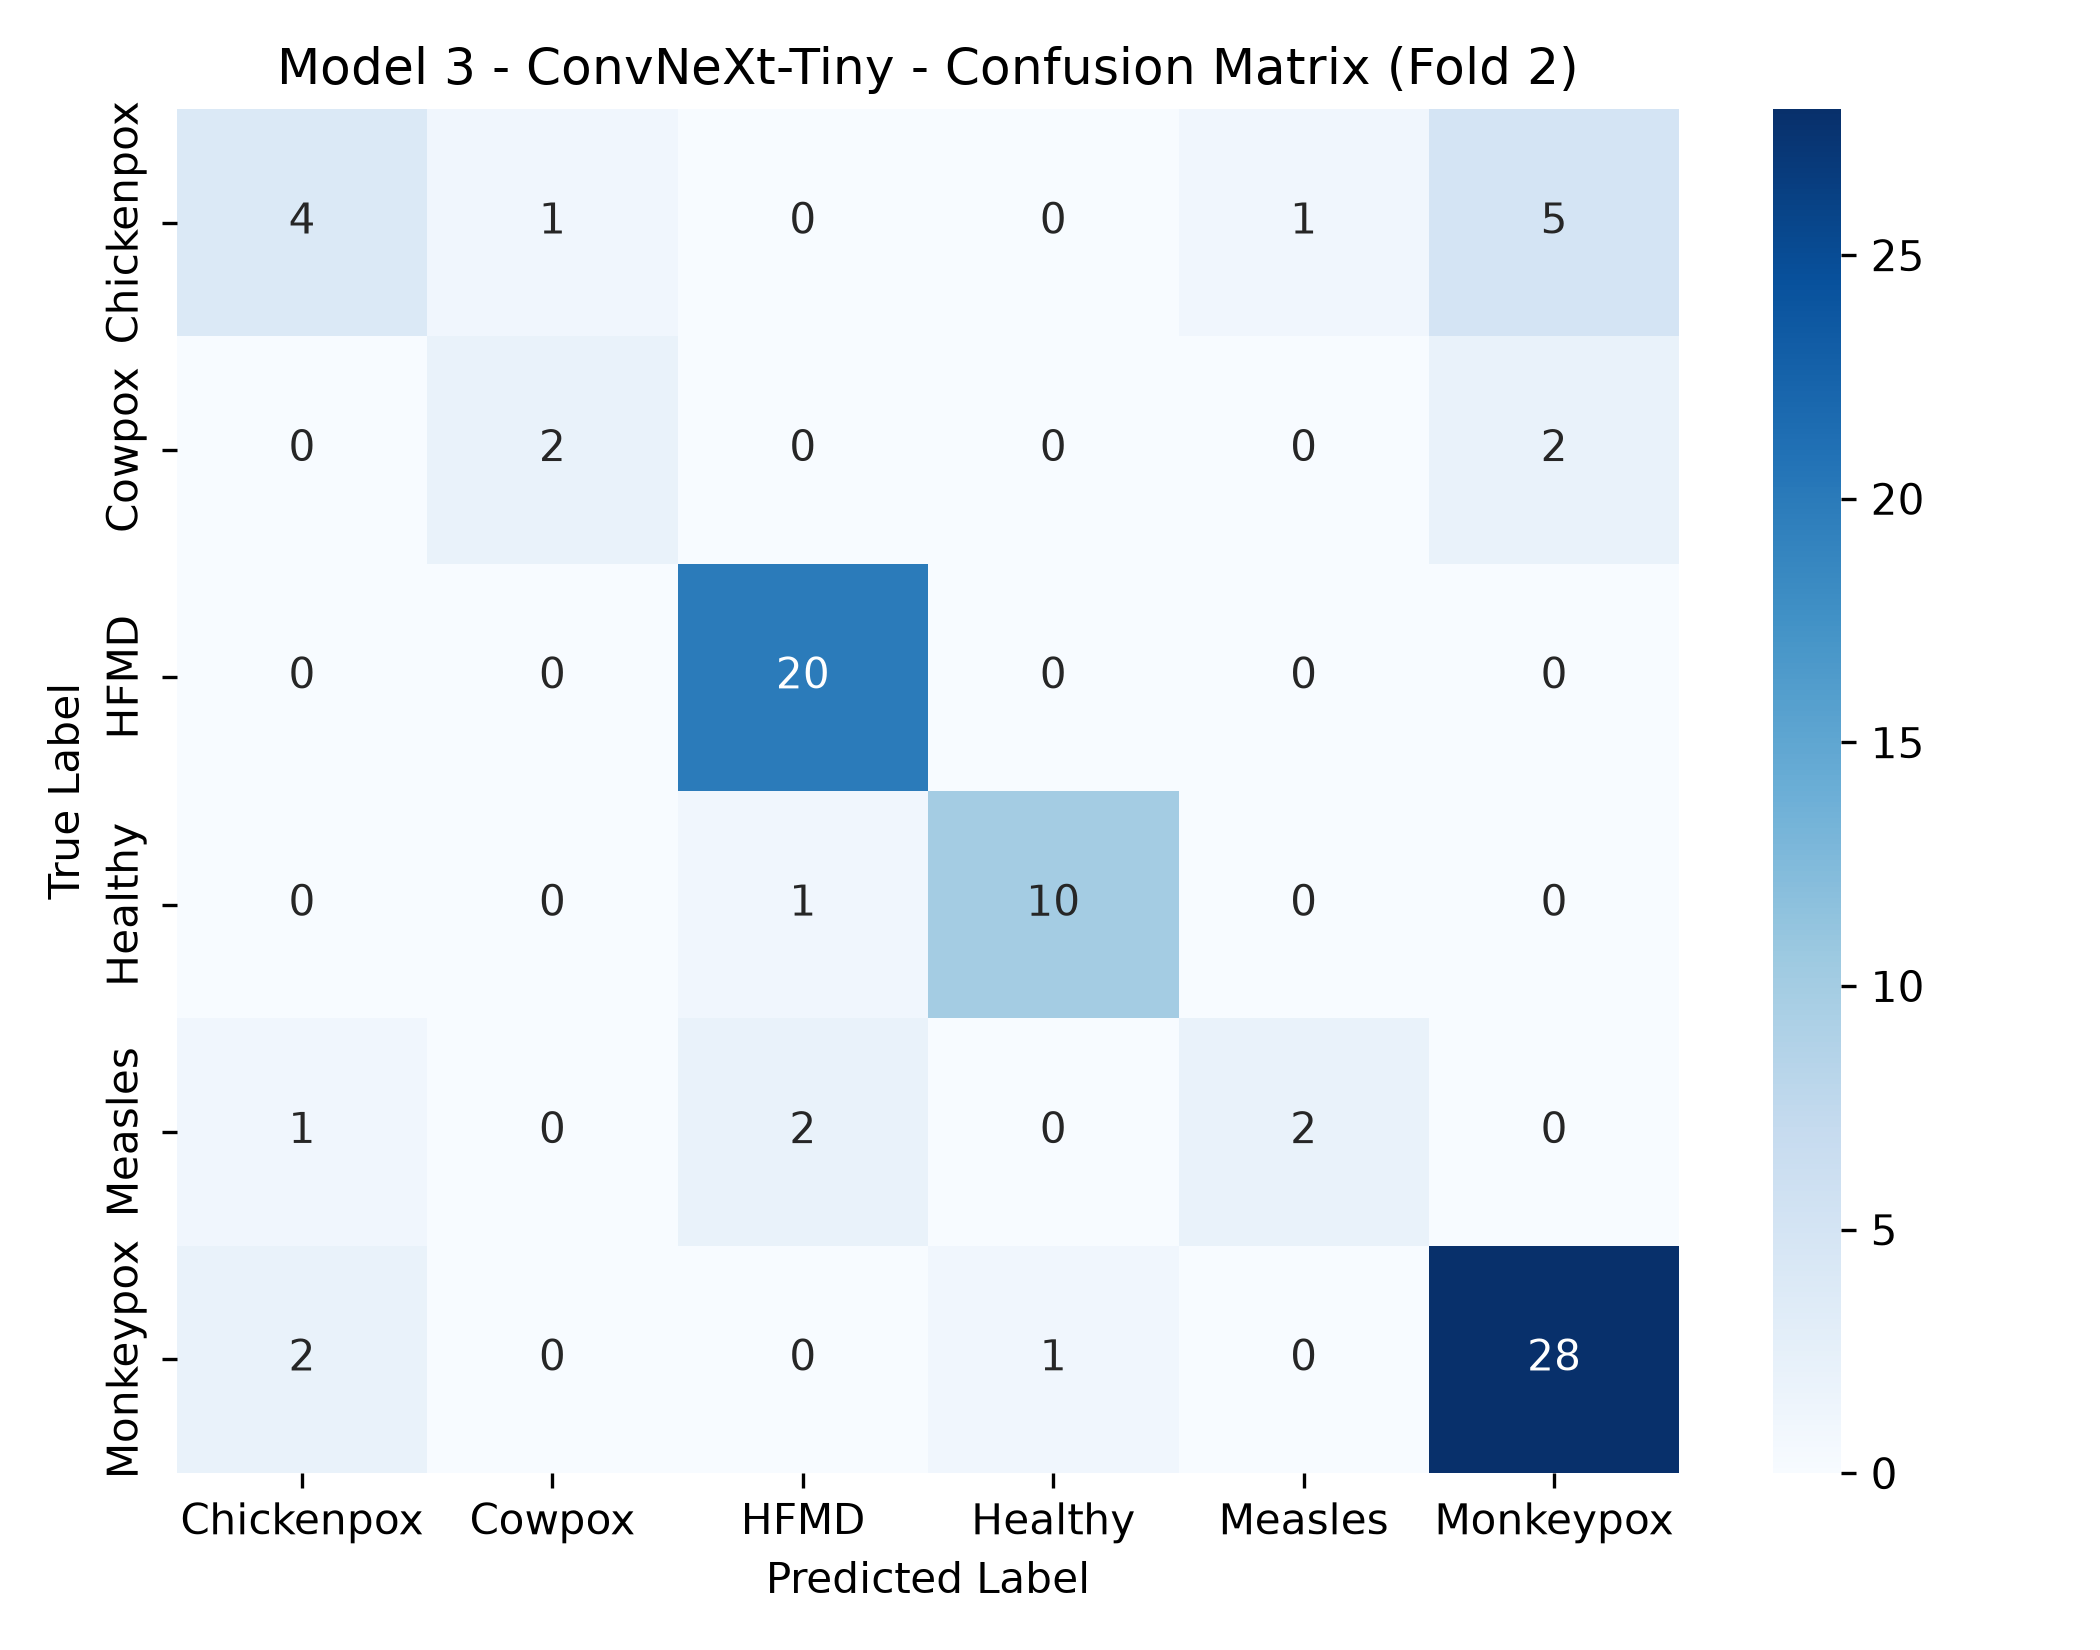 Model 3 - ConvNeXt-Tiny - Confusion Matrix (Fold 2)
True Label
Chickenpox 4 1 0 0 1 5
Cowpox 0 2 0 0 0 2
HFMD 0 0 20 0 0 0
Healthy 0 0 1 10 0 0
Measles 1 0 2 0 2 0
Monkeypox 2 0 0 1 0 28
Chickenpox Cowpox HFMD Healthy Measles Monkeypox
Predicted Label
25
20
15
10
5
0